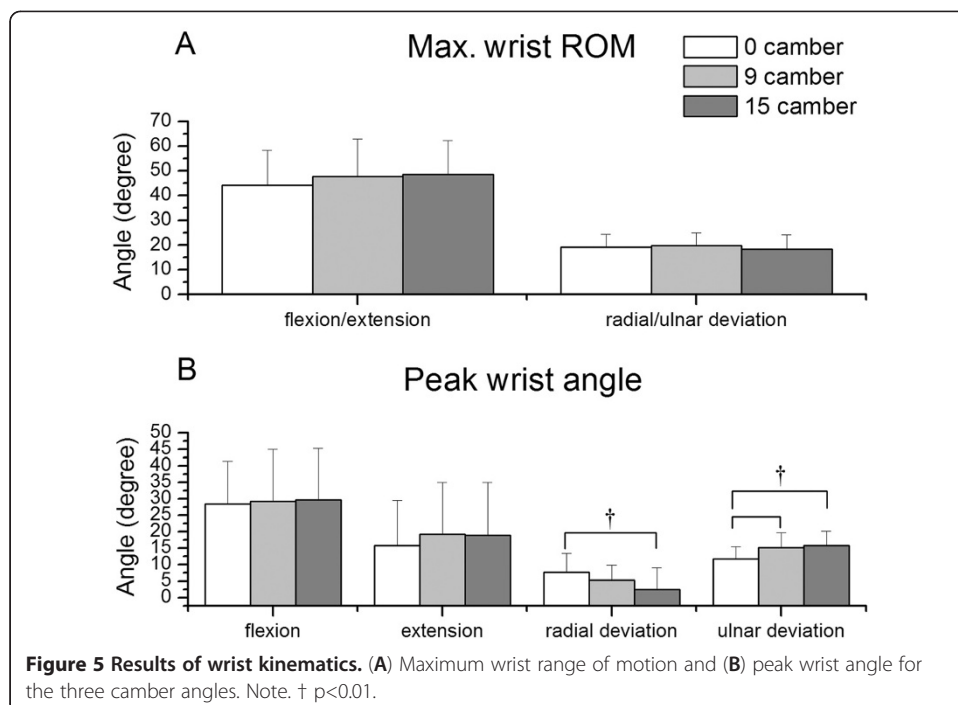 A
Max. wrist ROM
0 camber
9 camber
15 camber
70
60
50
40
30
20
10
0
Angle (degree)
flexion/extension
radial/ulnar deviation
B
Peak wrist angle
50
45
40
35
30
25
20
15
10
5
0
Angle (degree)
†
†
flexion
extension
radial deviation
ulnar deviation
Figure 5 Results of wrist kinematics. (A) Maximum wrist range of motion and (B) peak wrist angle for
the three camber angles. Note. † p<0.01.